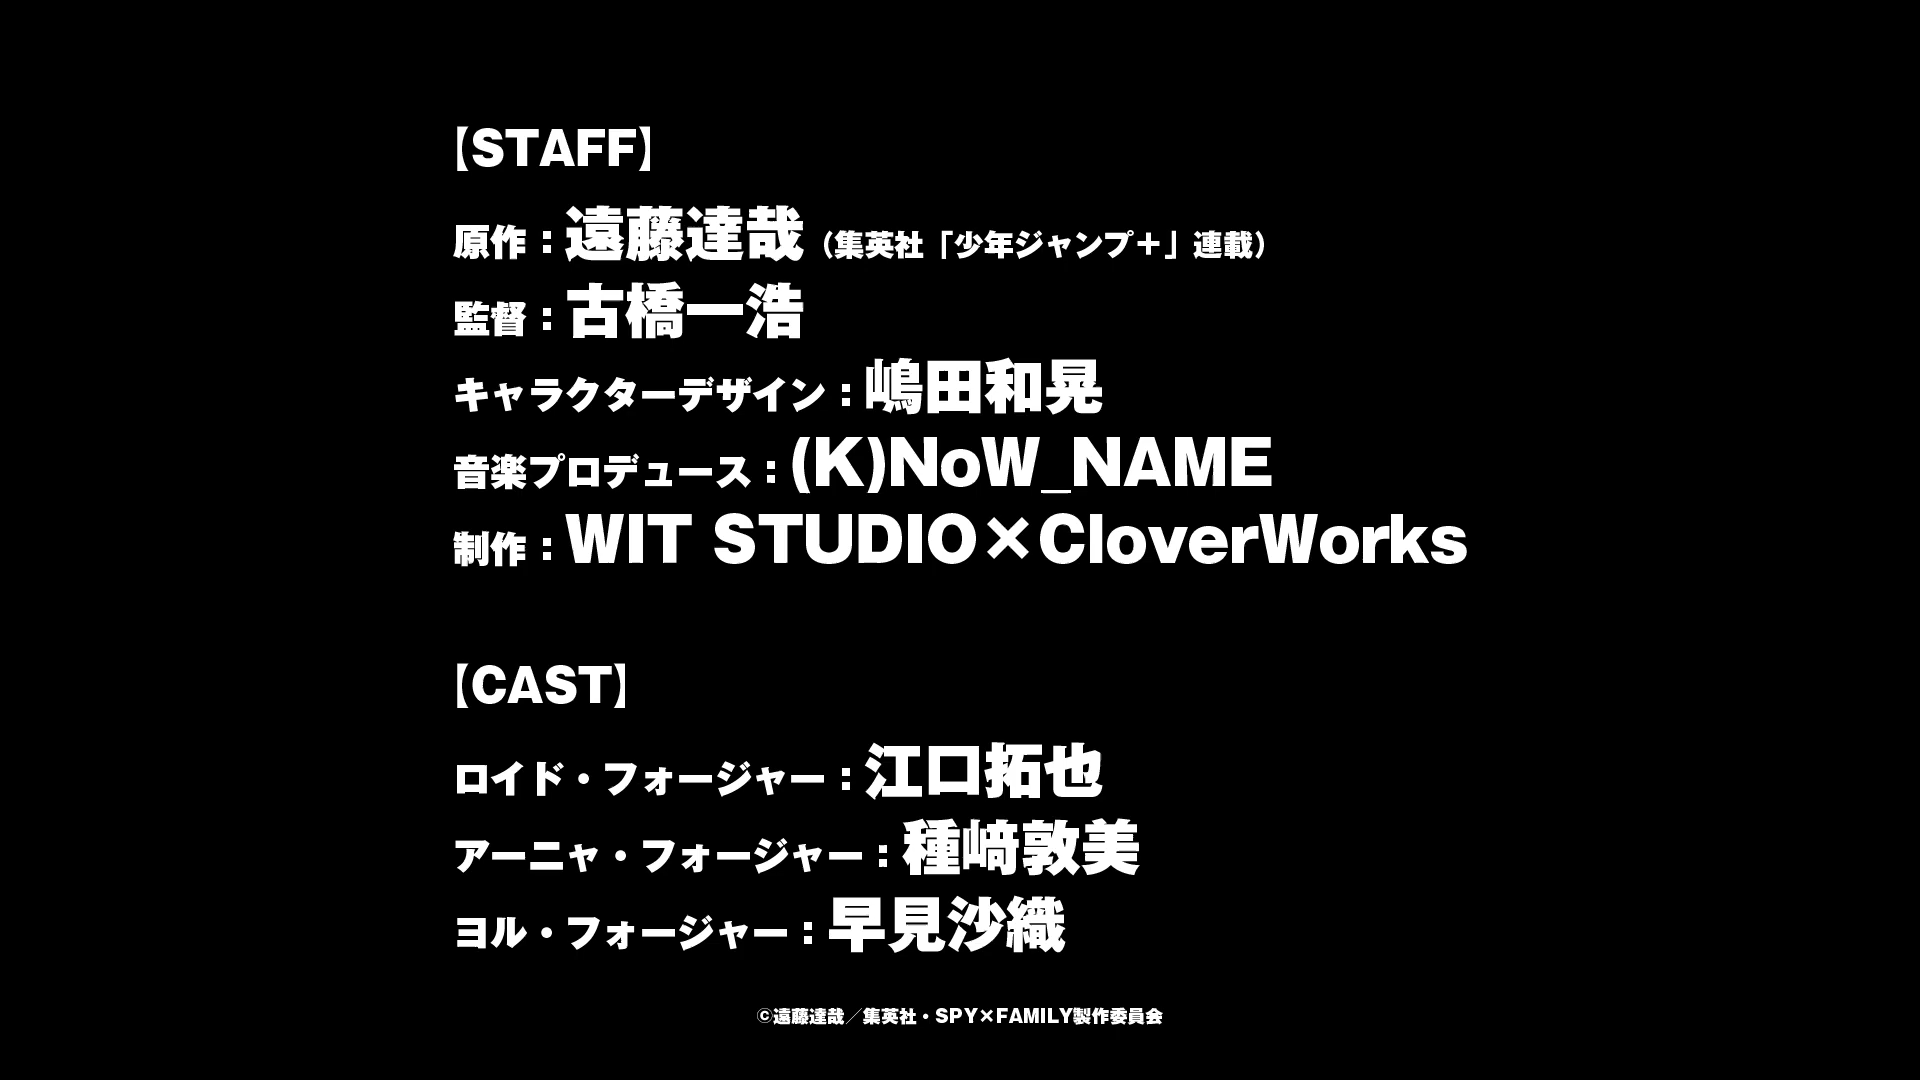 【STAFF】
原作：遠藤達哉（集英社「少年ジャンプ＋」連載）
監督：古橋一浩
キャラクターデザイン：嶋田和晃
音楽プロデュース：(K)NoW_NAME
制作：WIT STUDIO×CloverWorks
【CAST】
ロイド・フォージャー：江口拓也
アーニャ・フォージャー：種﨑敦美
ヨル・フォージャー：早見沙織
©遠藤達哉／集英社・SPY×FAMILY製作委員会